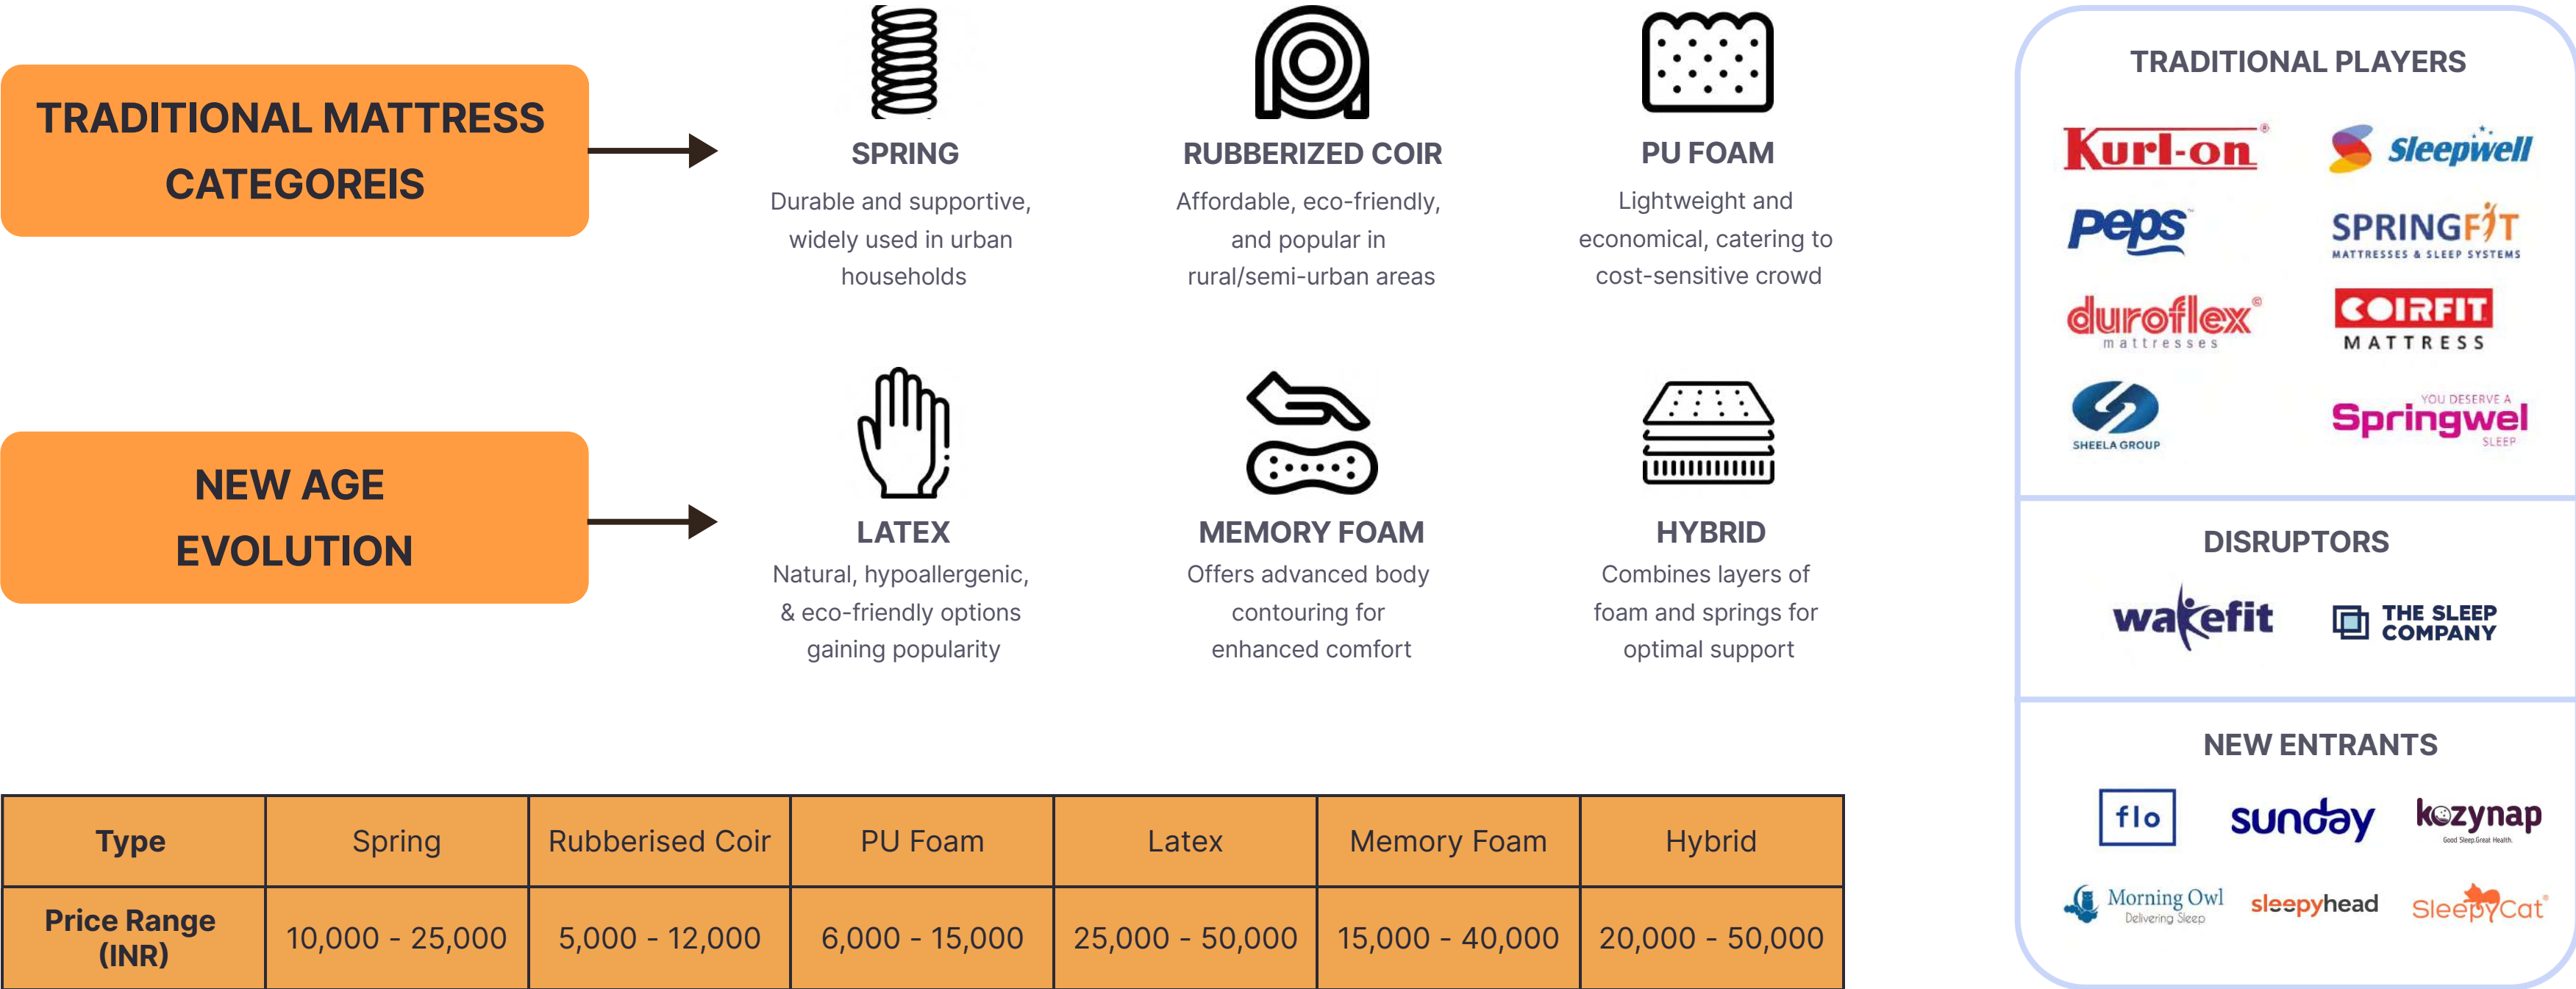 TRADITIONAL MATTRESS
CATEGOREIS
SPRING
Durable and supportive,
widely used in urban
households
RUBBERIZED COIR
Affordable, eco-friendly,
and popular in
rural/semi-urban areas
PU FOAM
Lightweight and
economical, catering to
cost-sensitive crowd
NEW AGE
EVOLUTION
LATEX
Natural, hypoallergenic,
& eco-friendly options
gaining popularity
MEMORY FOAM
Offers advanced body
contouring for
enhanced comfort
HYBRID
Combines layers of
foam and springs for
optimal support
Type Spring Rubberised Coir PU Foam Latex Memory Foam Hybrid
Price Range
(INR) 10,000 - 25,000 5,000 - 12,000 6,000 - 15,000 25,000 - 50,000 15,000 - 40,000 20,000 - 50,000
TRADITIONAL PLAYERS
Kurl-on®
Sleepwell
Peps™
SPRINGFIT
MATTRESSES & SLEEP SYSTEMS
duroflex©
mattresses
COIRFIT
MATTRESS
SHEELA GROUP
YOU DESERVE A
Springwel
SLEEP
DISRUPTORS
wakefit
THE SLEEP
COMPANY
NEW ENTRANTS
flo
sunday
kozynap
Good Sleep.Great Health.
Morning Owl
Delivering Sleep
sleepyhead
SleepyCat®